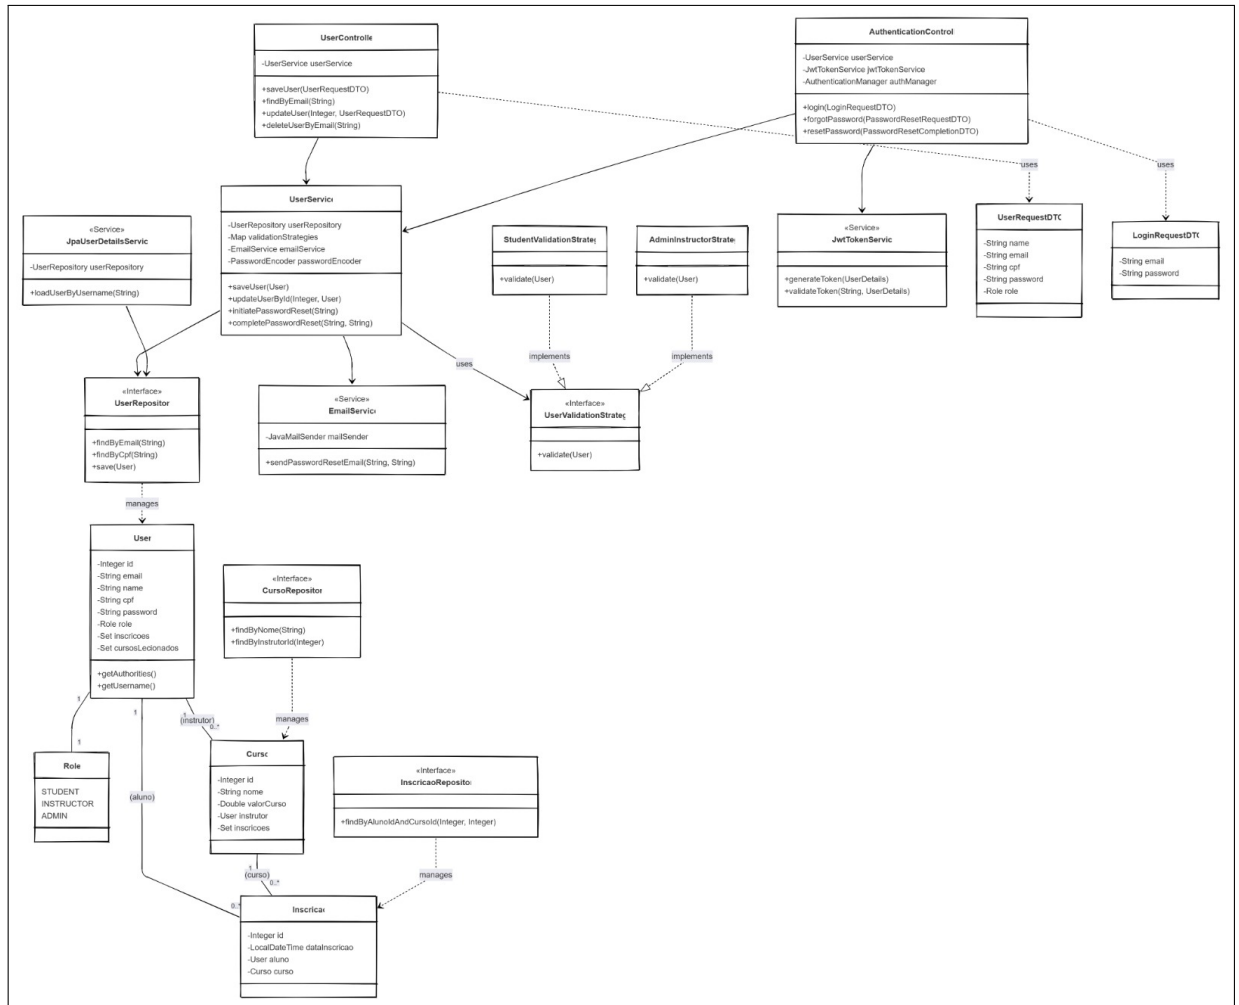 UserControlle
-UserService userService
+saveUser(UserRequestDTO)
+findByEmail(String)
+updateUser(Integer, UserRequestDTO)
+deleteUserByEmail(String)
AuthenticationControl
-UserService userService
-JwtTokenService jwtTokenService
-AuthenticationManager authManager
+login(LoginRequestDTO)
+forgotPassword(PasswordResetRequestDTO)
+resetPassword(PasswordResetCompletionDTO)
uses
uses
«Service»
JpaUserDetailsServic
-UserRepository userRepository
+loadUserByUsername(String)
UserService
-UserRepository userRepository
-Map validationStrategies
-EmailService emailService
-PasswordEncoder passwordEncoder
+saveUser(User)
+updateUserById(Integer, User)
+initiatePasswordReset(String)
+completePasswordReset(String, String)
StudentValidationStrate
+validate(User)
AdminInstructorStrate
+validate(User)
«Service»
JwtTokenServic
+generateToken(UserDetails)
+validateToken(String, UserDetails)
UserRequestDTC
-String name
-String email
-String cpf
-String password
-Role role
LoginRequestDTC
-String email
-String password
uses
implements
implements
«Interface»
UserRepositor
+findByEmail(String)
+findByCpf(String)
+save(User)
«Service»
EmailService
-JavaMailSender mailSender
+sendPasswordResetEmail(String, String)
«Interface»
UserValidationStrateg
+validate(User)
manages
User
-Integer id
-String email
-String name
-String cpf
-String password
-Role role
-Set inscricoes
-Set cursosLecionados
+getAuthorities()
+getUsername()
«Interface»
CursoRepositor
+findByNome(String)
+findByInstrutorId(Integer)
manages
1
1
1
(instrutor)
0..*
1
Role
STUDENT
INSTRUCTOR
ADMIN
(aluno)
Curso
-Integer id
-String nome
-Double valorCurso
-User instrutor
-Set inscricoes
«Interface»
InscricaoReposito
+findByAlunoIdAndCursoId(Integer, Integer)
1
(curso)
0..*
manages
0..*
Inscricao
-Integer id
-LocalDateTime dataInscricao
-User aluno
-Curso curso